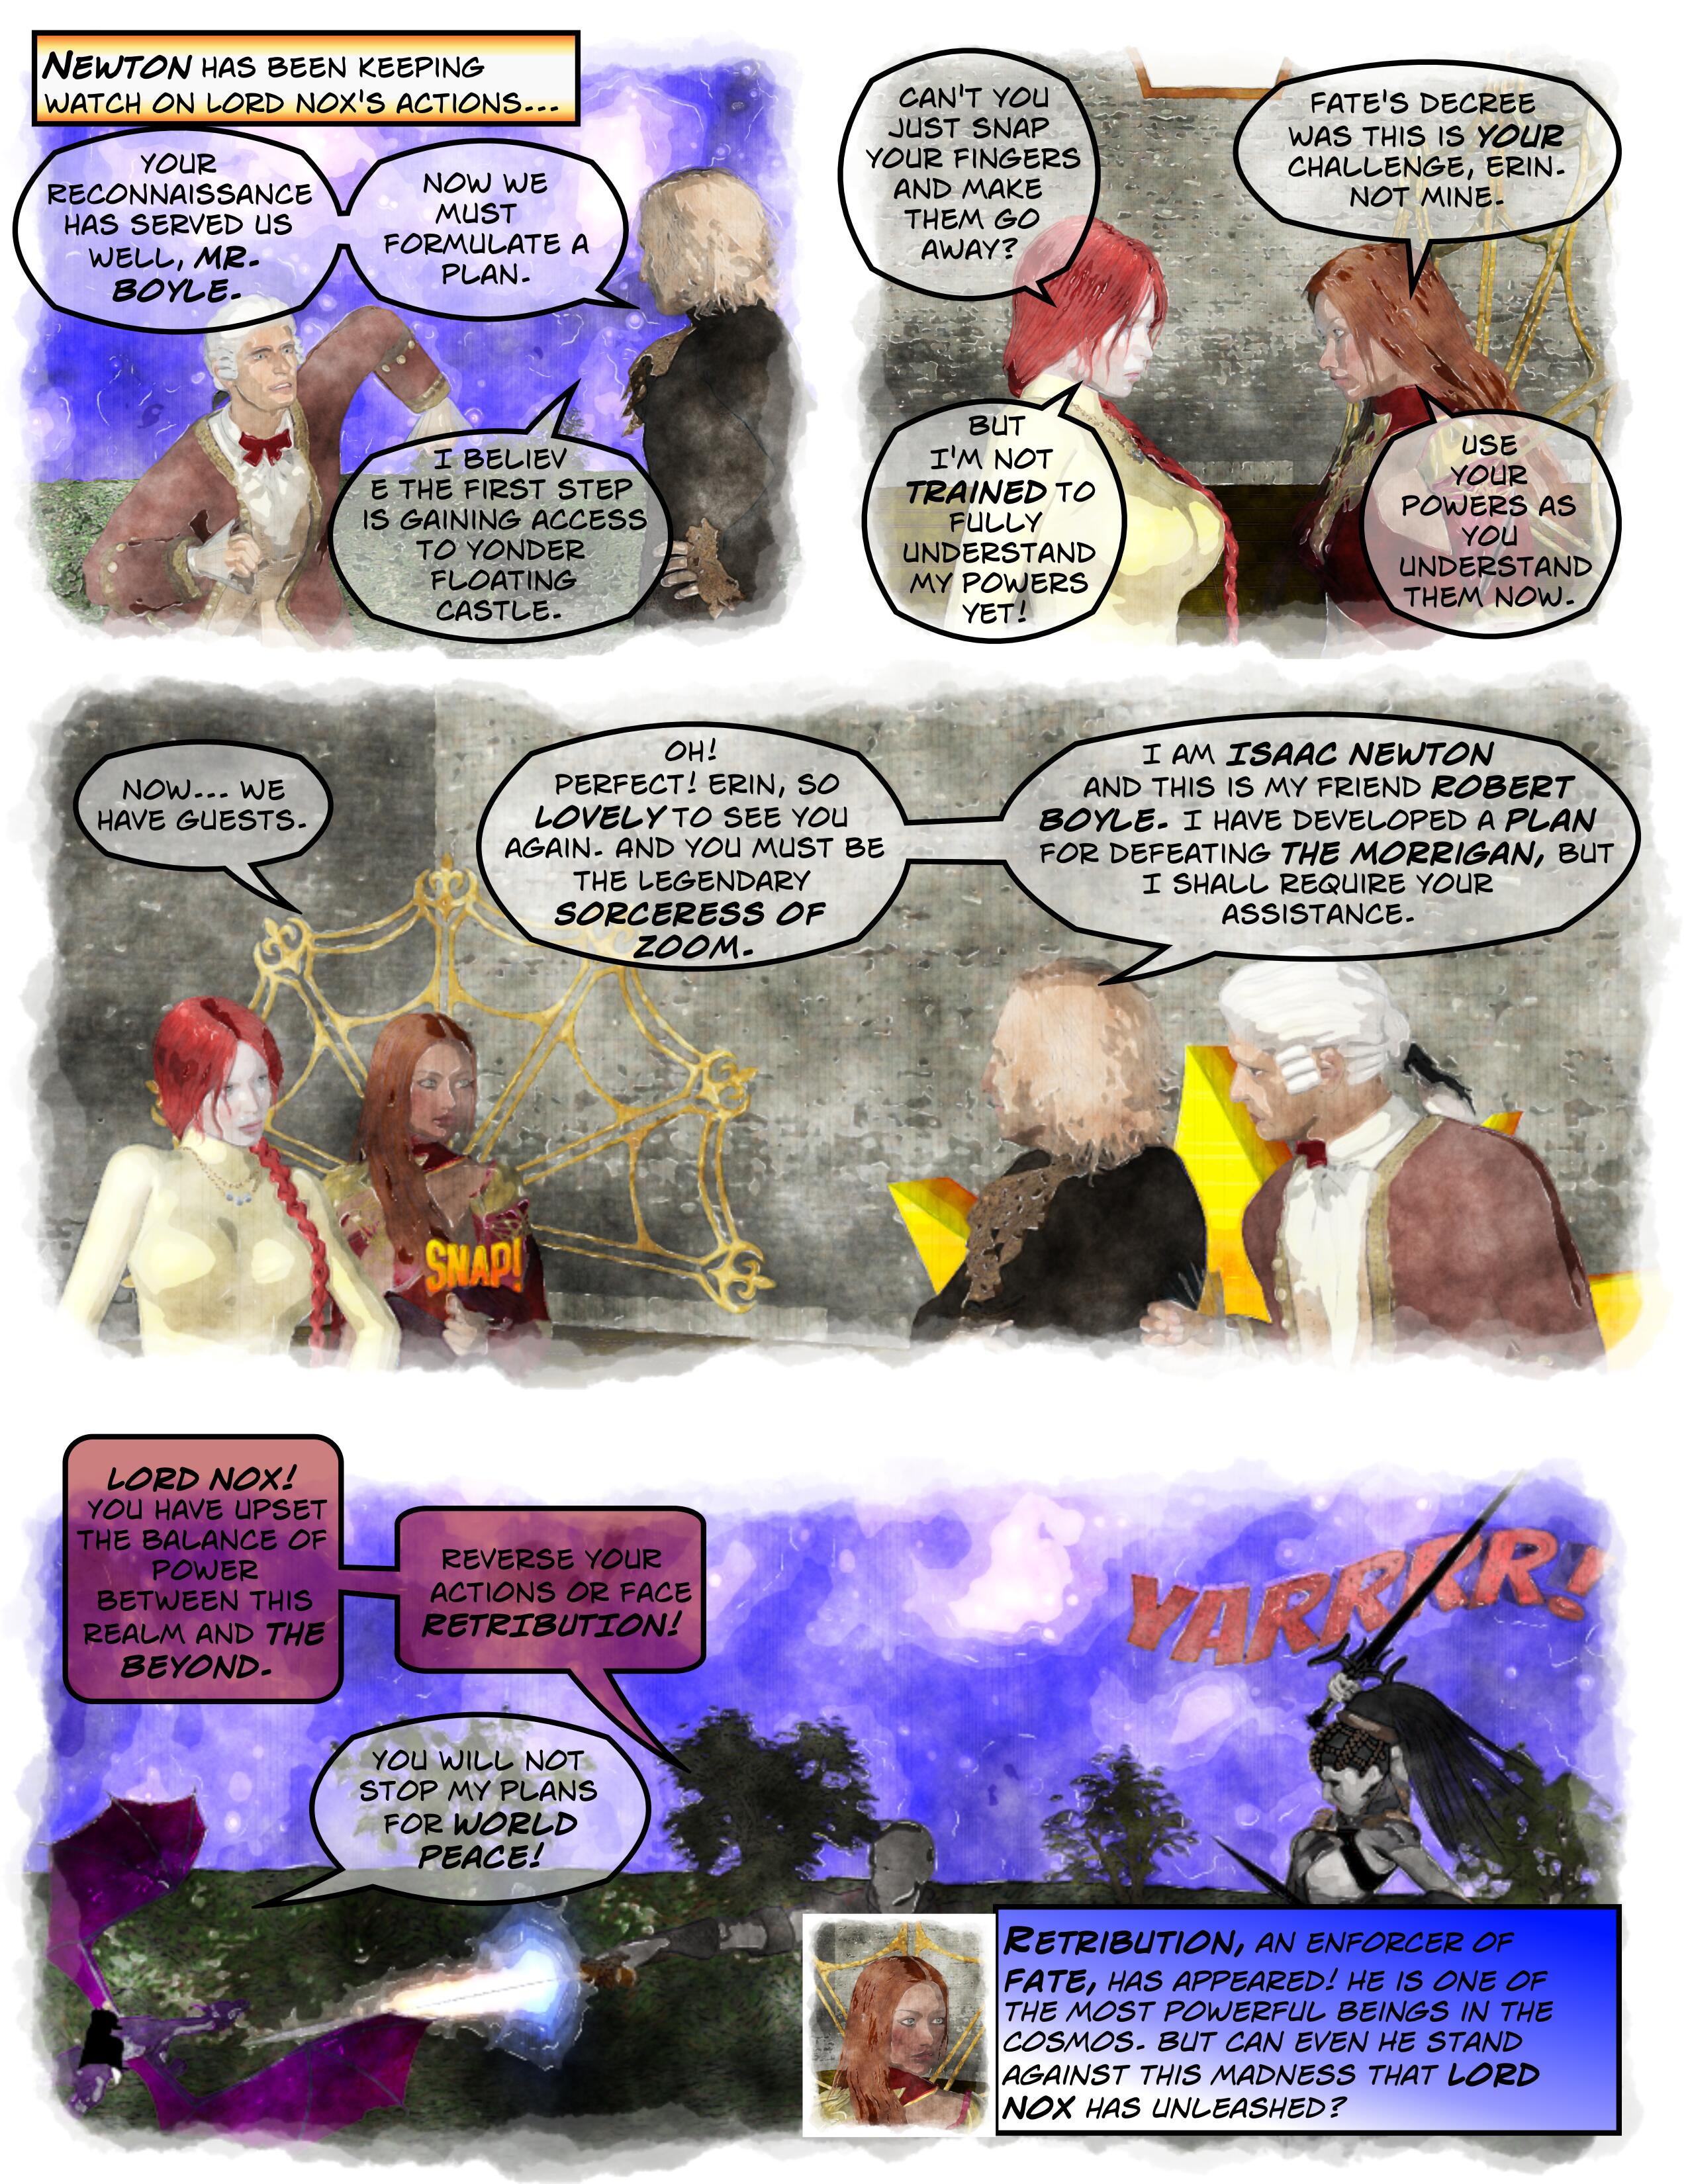 NEWTON HAS BEEN KEEPING
WATCH ON LORD NOX'S ACTIONS...
YOUR
RECONNAISSANCE
HAS SERVED US
WELL, MR.
BOYLE.
NOW WE
MUST
FORMULATE A
PLAN.
I BELIEV
E THE FIRST STEP
IS GAINING ACCESS
TO YONDER
FLOATING
CASTLE.
CAN'T YOU
JUST SNAP
YOUR FINGERS
AND MAKE
THEM GO
AWAY?
FATE'S DECREE
WAS THIS IS YOUR
CHALLENGE, ERIN.
NOT MINE.
BUT
I'M NOT
TRAINED TO
FULLY
UNDERSTAND
MY POWERS
YET!
USE
YOUR
POWERS AS
YOU
UNDERSTAND
THEM NOW.
NOW... WE
HAVE GUESTS.
OH!
PERFECT! ERIN, SO
LOVELY TO SEE YOU
AGAIN. AND YOU MUST BE
THE LEGENDARY
SORCERESS OF
ZOOM.
I AM ISAAC NEWTON
AND THIS IS MY FRIEND ROBERT
BOYLE. I HAVE DEVELOPED A PLAN
FOR DEFEATING THE MORRIGAN, BUT
I SHALL REQUIRE YOUR
ASSISTANCE.
SNAP!
LORD NOX!
YOU HAVE UPSET
THE BALANCE OF
POWER
BETWEEN THIS
REALM AND THE
BEYOND.
REVERSE YOUR
ACTIONS OR FACE
RETRIBUTION!
YARRRR!
YOU WILL NOT
STOP MY PLANS
FOR WORLD
PEACE!
RETRIBUTION, AN ENFORCER OF
FATE, HAS APPEARED! HE IS ONE OF
THE MOST POWERFUL BEINGS IN THE
COSMOS. BUT CAN EVEN HE STAND
AGAINST THIS MADNESS THAT LORD
NOX HAS UNLEASHED?